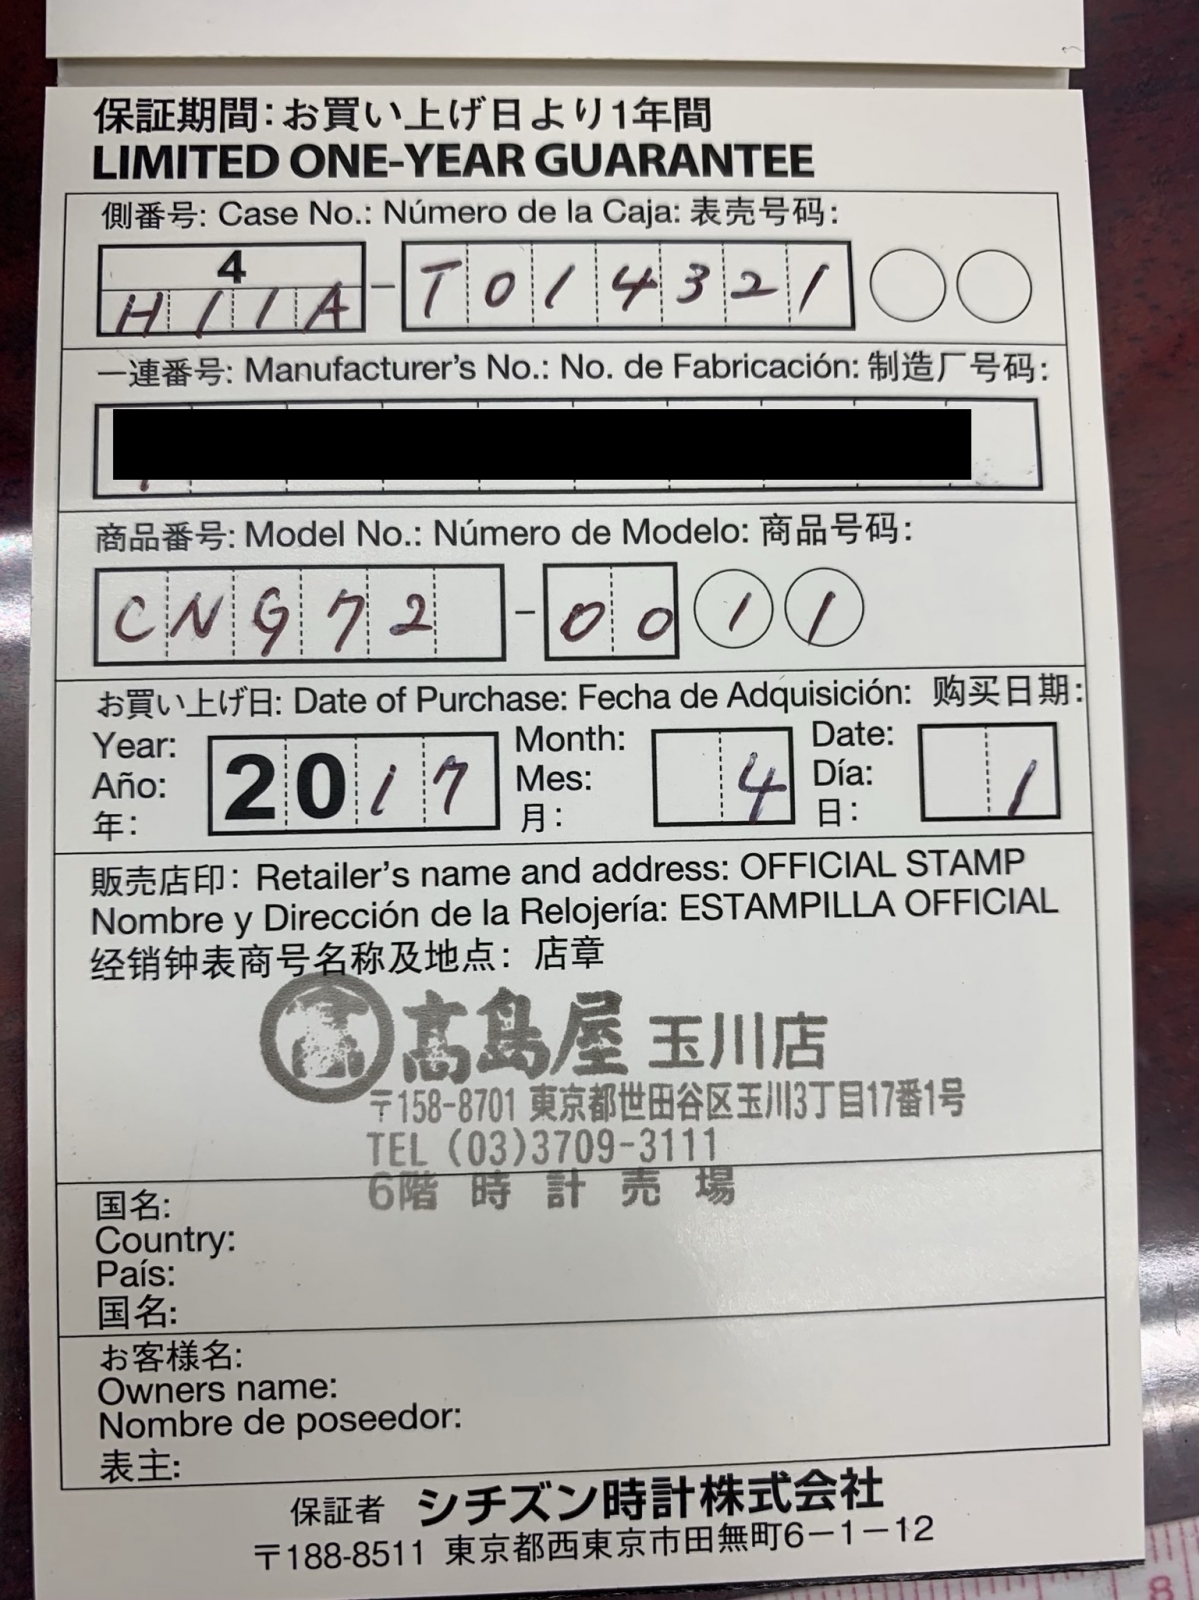 保証期間:お買い上げ日より1年間
LIMITED ONE-YEAR GUARANTEE
側番号: Case No.: Número de la Caja: 表壳号码:
4
H11A-T014321
一連番号: Manufacturer's No.: No. de Fabricación: 制造厂号码:
商品番号: Model No.: Número de Modelo: 商品号码:
CNG72-0011
お買い上げ日: Date of Purchase: Fecha de Adquisición: 购买日期:
Year: Año: 年: 2017 Month: Mes: 月: 4 Date: Día: 日: 1
販売店印: Retailer's name and address: OFFICIAL STAMP
Nombre y Dirección de la Relojería: ESTAMPILLA OFFICIAL
经销钟表商号名称及地点: 店章
髙島屋 玉川店
〒158-8701 東京都世田谷区玉川3丁目17番1号
TEL (03)3709-3111
6階 時計売場
国名:
Country:
País:
国名:
お客様名:
Owners name:
Nombre de poseedor:
表主:
保証者 シチズン時計株式会社
〒188-8511 東京都西東京市田無町6-1-12
8